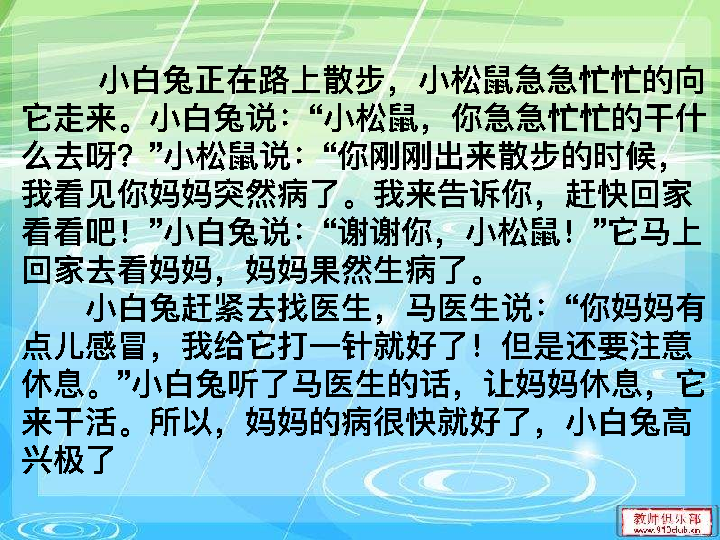 小白兔正在路上散步，小松鼠急急忙忙的向
它走来。小白兔说：“小松鼠，你急急忙忙的干什
么去呀？”小松鼠说：“你刚刚出来散步的时候，
我看见你妈妈突然病了。我来告诉你，赶快回家
看看吧！”小白兔说：“谢谢你，小松鼠！”它马上
回家去看妈妈，妈妈果然生病了。
小白兔赶紧去找医生，马医生说：“你妈妈有
点儿感冒，我给它打一针就好了！但是还要注意
休息。”小白兔听了马医生的话，让妈妈休息，它
来干活。所以，妈妈的病很快就好了，小白兔高
兴极了
教师俱乐部
www.910club.cn